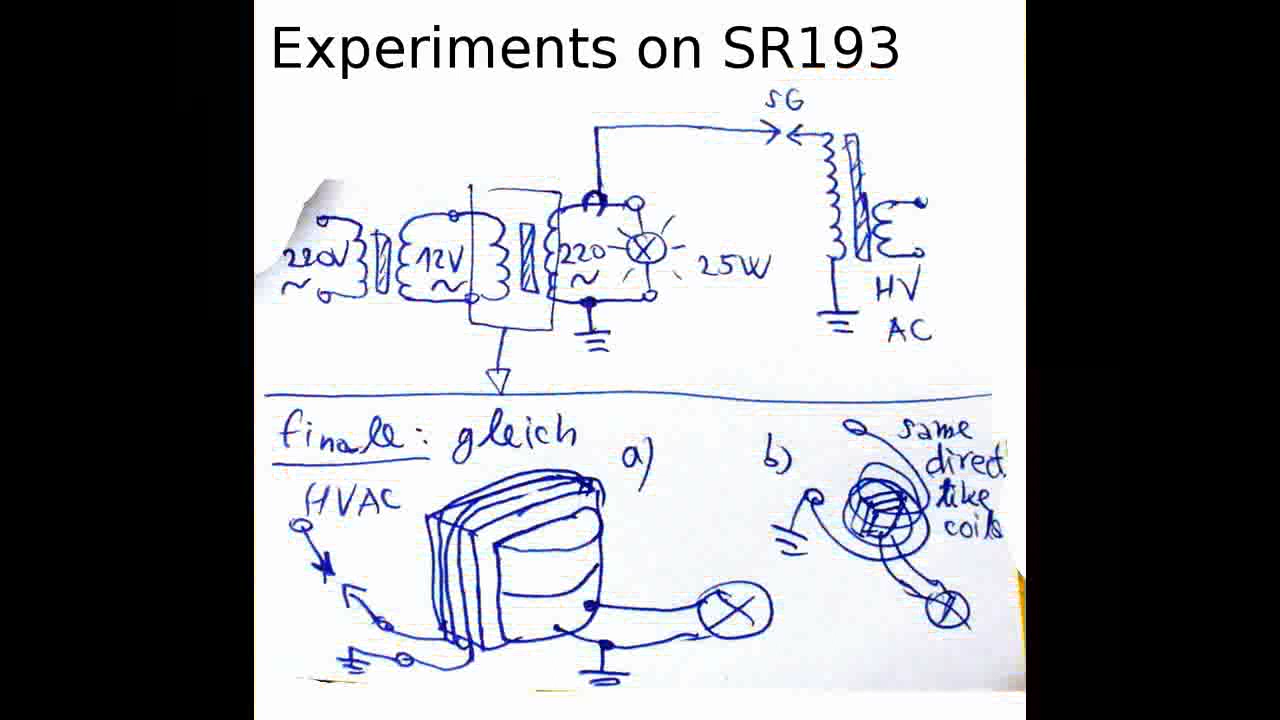 Experiments on SR193
SG
220V
~
12V
~
220
~
25W
HV
AC
finale: gleich
a)
b)
same
direct
like
coils
HVAC